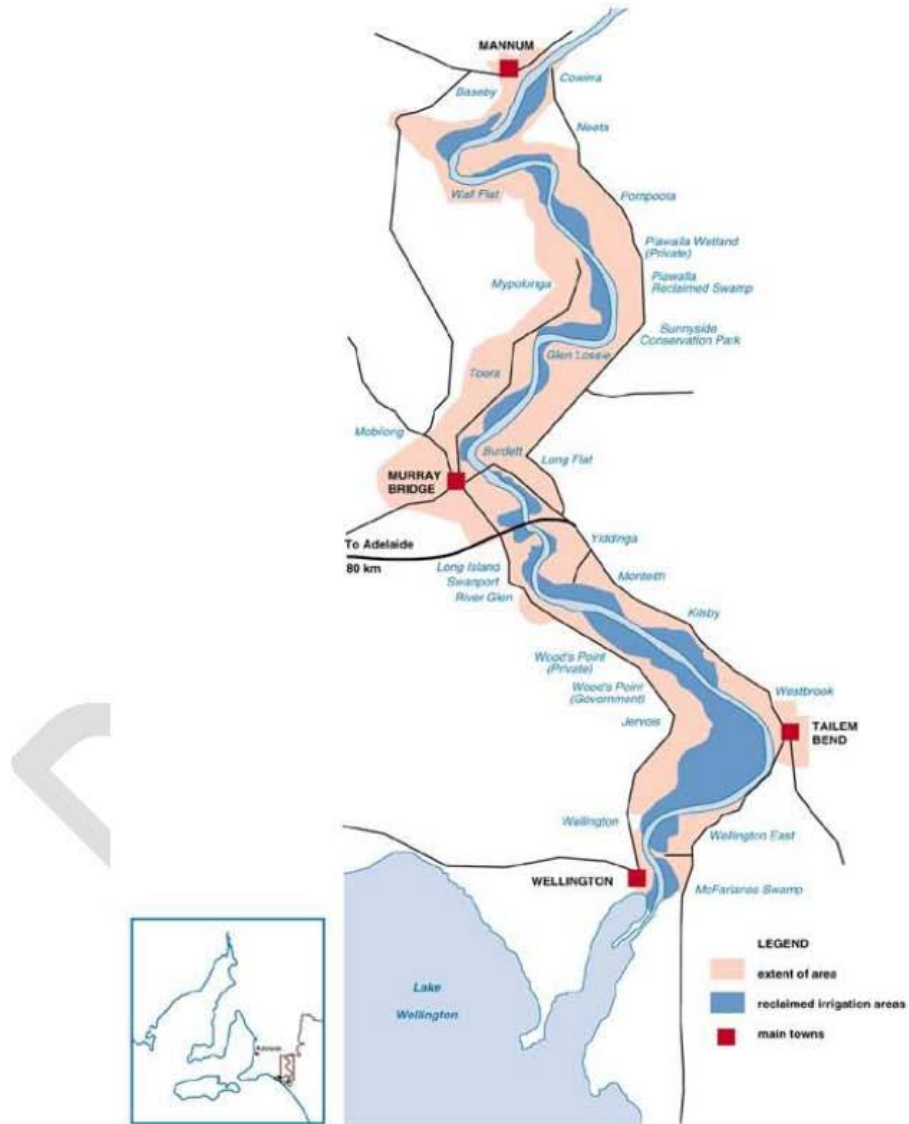 MANNUM
Cowirra
Baseby
Neeta
Wall Flat
Pompoota
Piawalla Wetland
(Private)
Mypolonga
Piawalla
Reclaimed Swamp
Sunnyside
Conservation Park
Glen Lossie
Toora
Mobilong
Burdett
Long Flat
MURRAY
BRIDGE
Yiddinga
To Adelaide
80 km
Long Island
Swanport
River Glen
Monteith
Kilsby
Wood's Point
(Private)
Wood's Point
(Government)
Westbrook
Jervois
TAILEM
BEND
Wellington
Wellington East
WELLINGTON
McFarlanes Swamp
LEGEND
extent of area
reclaimed irrigation areas
main towns
Lake
Wellington
Adelaide